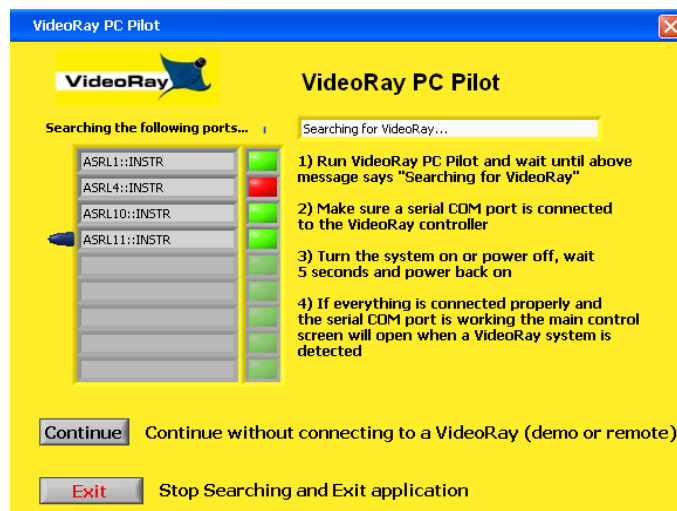 VideoRay PC Pilot
VideoRay
VideoRay PC Pilot
Searching the following ports...
Searching for VideoRay...
ASRL1::INSTR
ASRL4::INSTR
ASRL10::INSTR
ASRL11::INSTR
1) Run VideoRay PC Pilot and wait until above
message says "Searching for VideoRay"
2) Make sure a serial COM port is connected
to the VideoRay controller
3) Turn the system on or power off, wait
5 seconds and power back on
4) If everything is connected properly and
the serial COM port is working the main control
screen will open when a VideoRay system is
detected
Continue Continue without connecting to a VideoRay (demo or remote)
Exit Stop Searching and Exit application